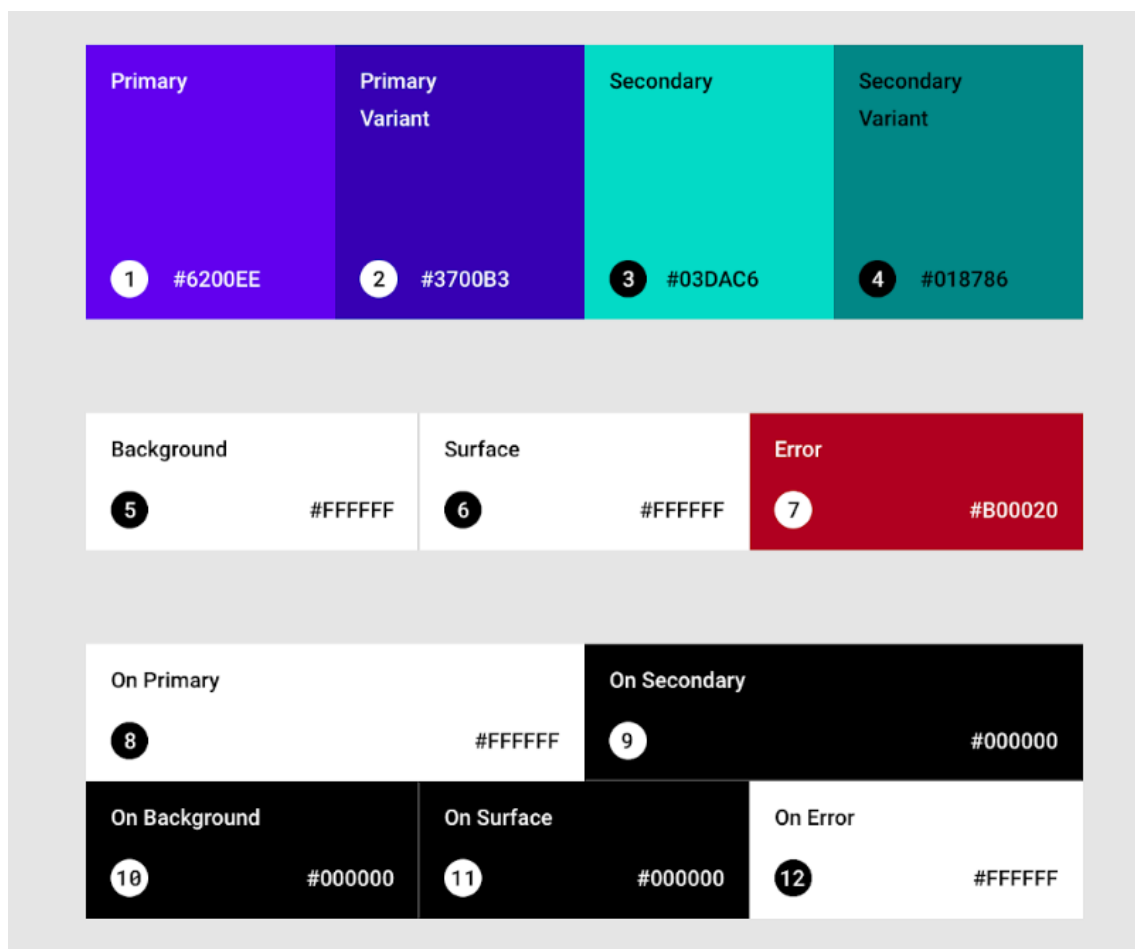 Primary
Primary
Variant
Secondary
Secondary
Variant
1 #6200EE
2 #3700B3
3 #03DAC6
4 #018786
Background
Surface
Error
5 #FFFFFF
6 #FFFFFF
7 #B00020
On Primary
On Secondary
8 #FFFFFF
9 #000000
On Background
On Surface
On Error
10 #000000
11 #000000
12 #FFFFFF